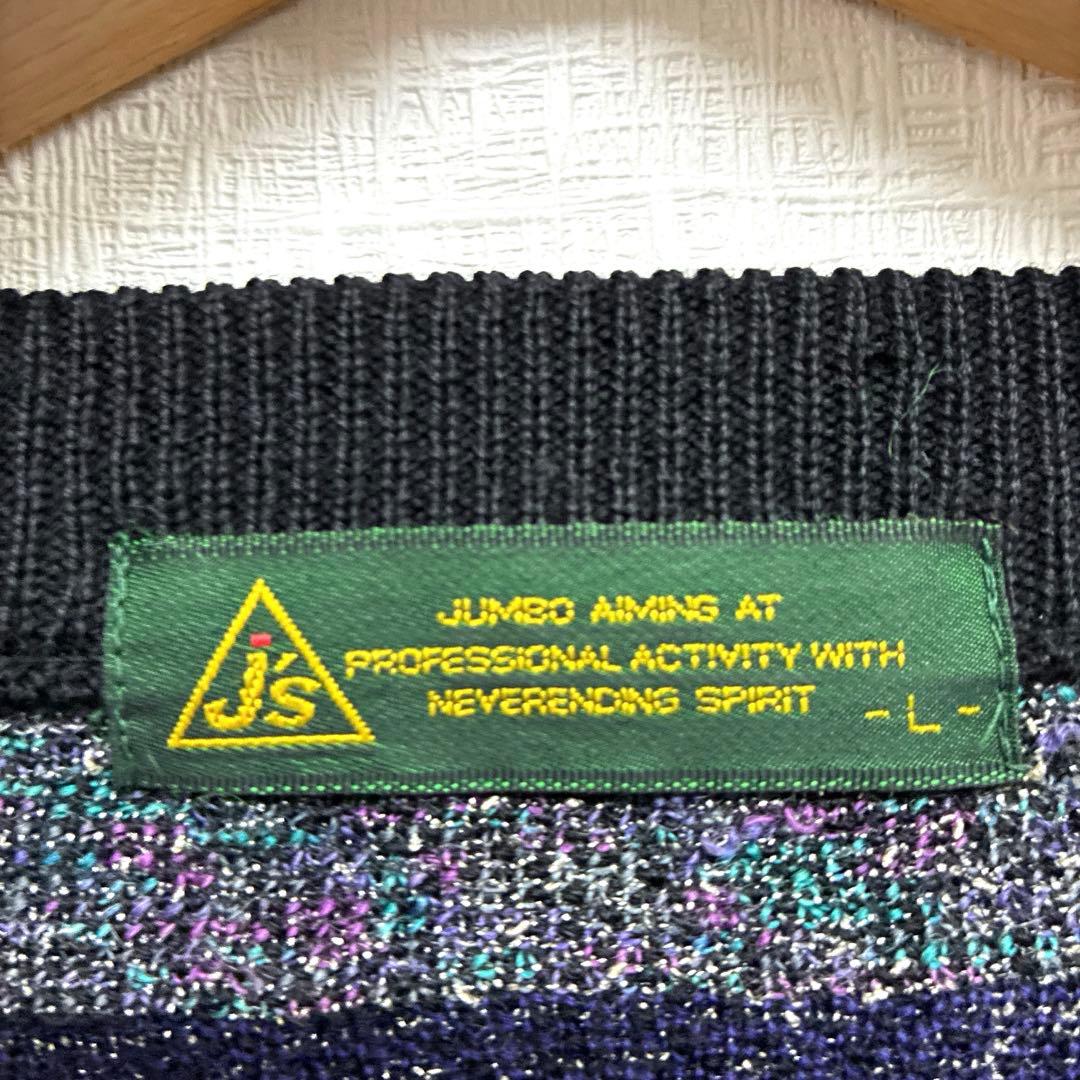 J's
JUMBO AIMING AT
PROFESSIONAL ACTIVITY WITH
NEVERENDING SPIRIT
- L -